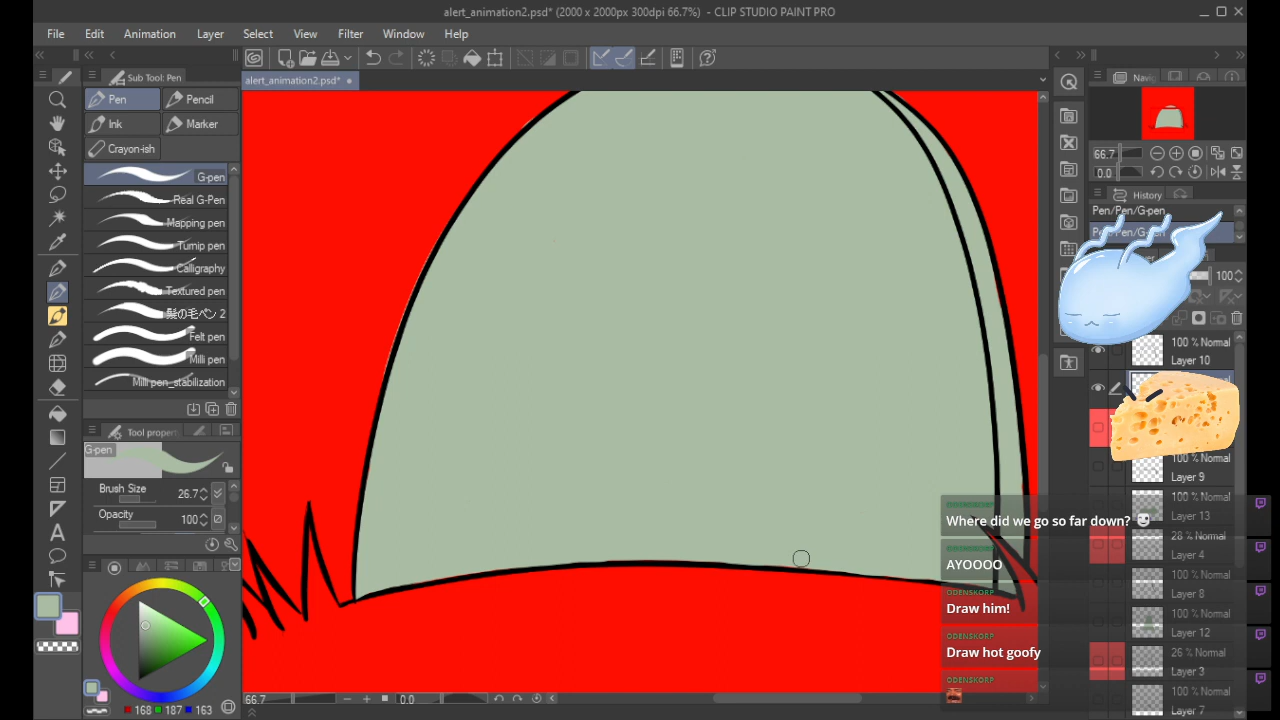 alert_animation2.psd* (2000 x 2000px 300dpi 66.7%) - CLIP STUDIO PAINT PRO
File Edit Animation Layer Select View Filter Window Help
Sub Tool: Pen
alert_animation2.psd*
Pen
Pencil
Ink
Marker
Crayon-ish
G-pen
Real G-Pen
Mapping pen
Turnip pen
Calligraphy
Textured pen
髪の毛ペン 2
Felt pen
Milli pen
Milli pen_stabilization
Tool proper
G-pen
Brush Size 26.7
Opacity 100
168 187 163
66.7
0.0
66.7
0.0
History
Pen/Pen/G-pen
Pen/Pen/G-pen
100
100 % Normal
Layer 10
100 % Normal
Layer 9
100 % Normal
Layer 13
28 % Normal
Layer 4
100 % Normal
Layer 8
100 % Normal
Layer 12
26 % Normal
Layer 3
100 % Normal
Layer 7
Where did we go so far down?
AYOOOO
ODENSKORP
Draw him!
ODENSKORP
Draw hot goofy
ODENSKORP